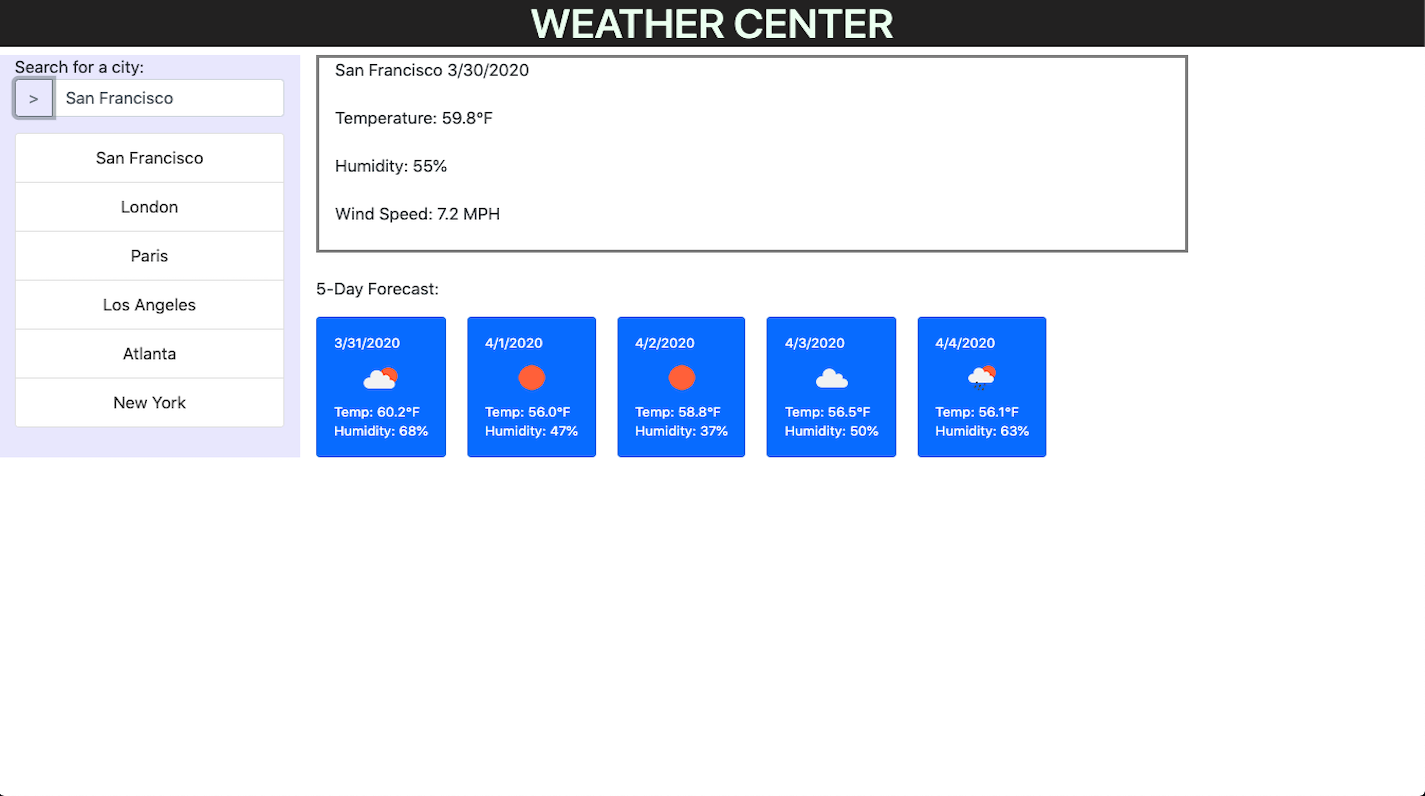 WEATHER CENTER
Search for a city:
> San Francisco
San Francisco
London
Paris
Los Angeles
Atlanta
New York
San Francisco 3/30/2020
Temperature: 59.8°F
Humidity: 55%
Wind Speed: 7.2 MPH
5-Day Forecast:
3/31/2020
Temp: 60.2°F
Humidity: 68%
4/1/2020
Temp: 56.0°F
Humidity: 47%
4/2/2020
Temp: 58.8°F
Humidity: 37%
4/3/2020
Temp: 56.5°F
Humidity: 50%
4/4/2020
Temp: 56.1°F
Humidity: 63%